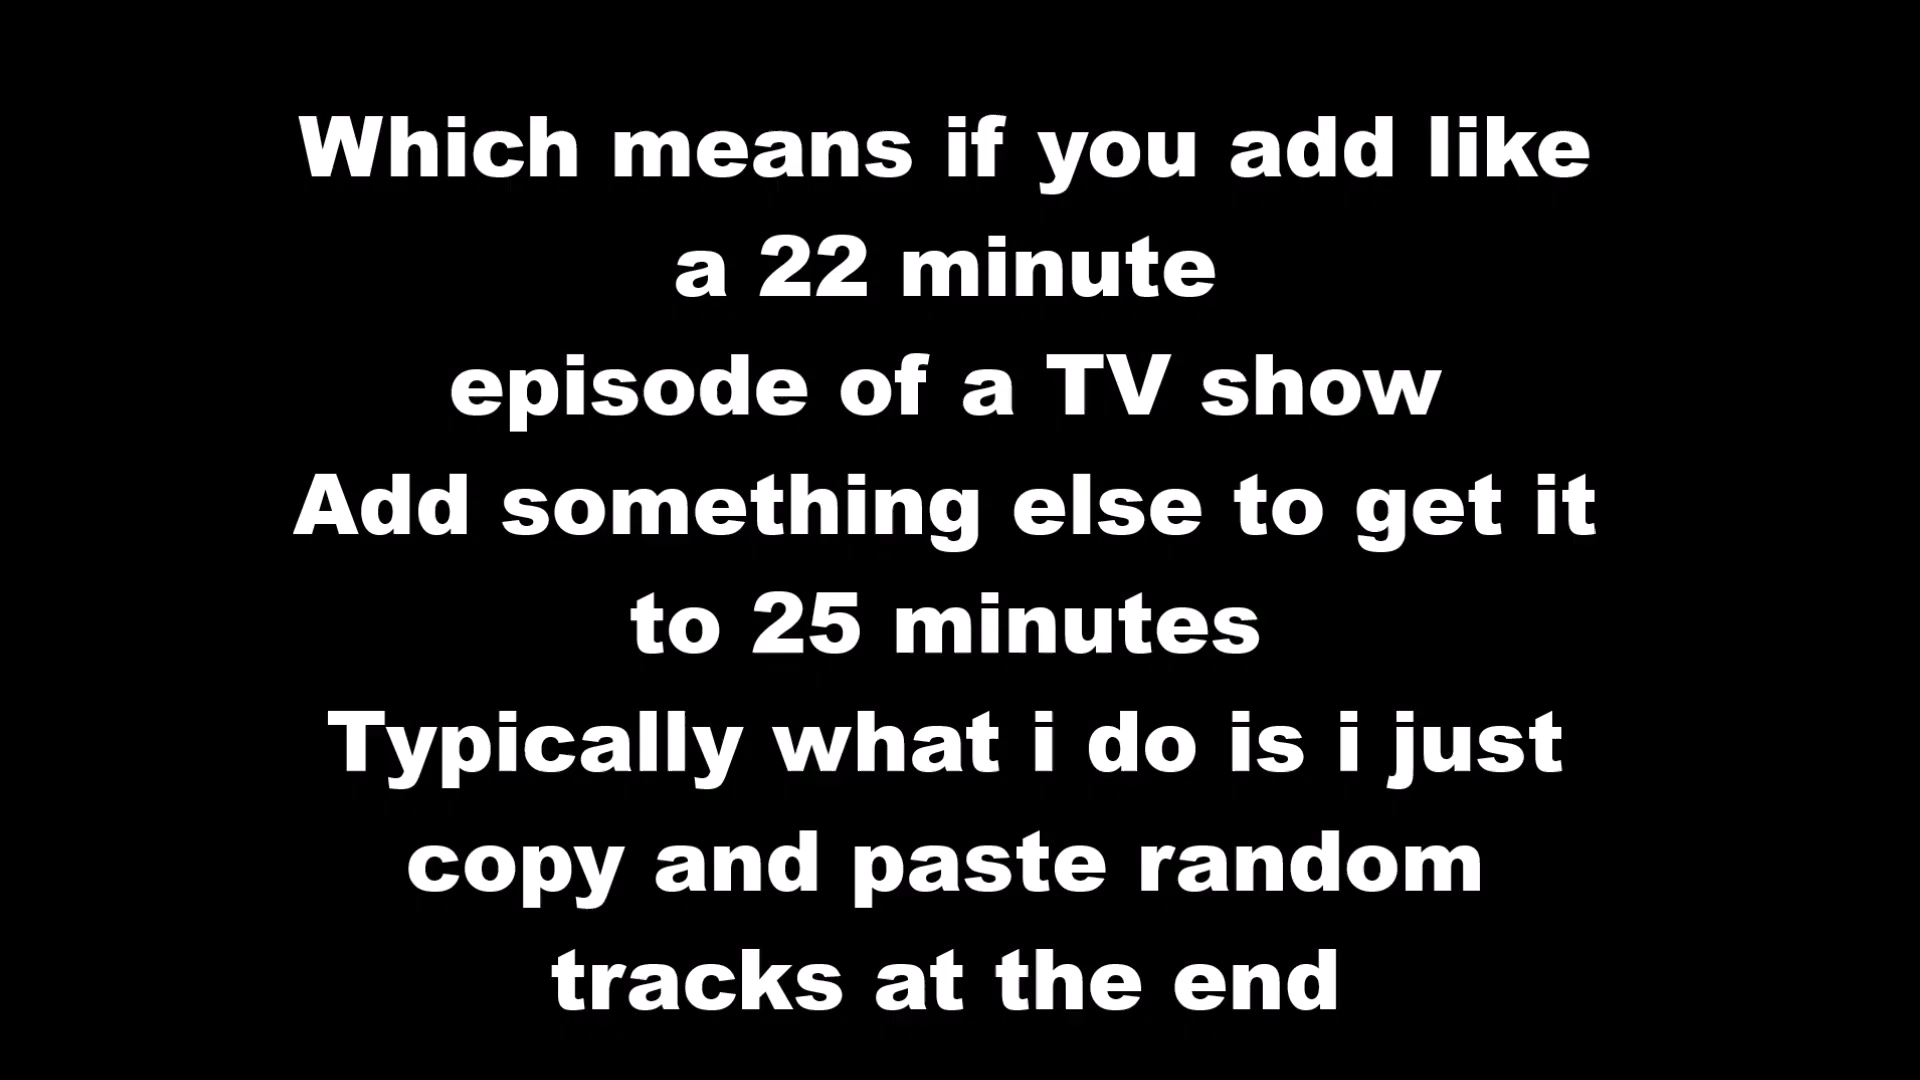 Which means if you add like
a 22 minute
episode of a TV show
Add something else to get it
to 25 minutes
Typically what i do is i just
copy and paste random
tracks at the end